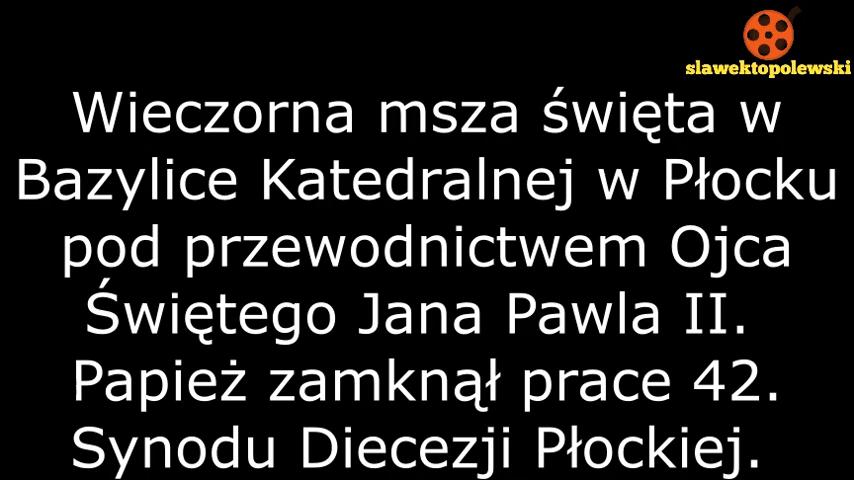 slawektopolewski
Wieczorna msza święta w
Bazylice Katedralnej w Płocku
pod przewodnictwem Ojca
Świętego Jana Pawla II.
Papież zamknął prace 42.
Synodu Diecezji Płockiej.